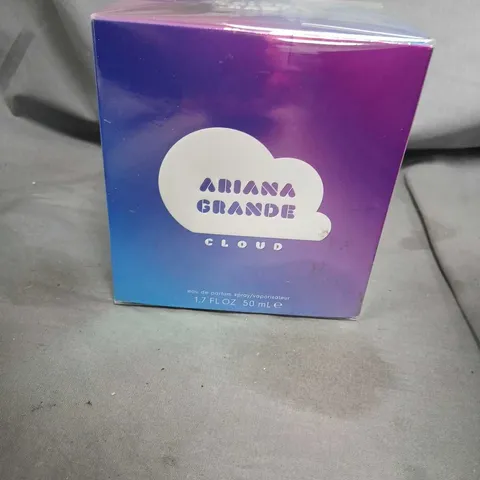 ARIANA
GRANDE
CLOUD
eau de parfum spray/vaporisateur
1.7 FL OZ 50 mL ℮